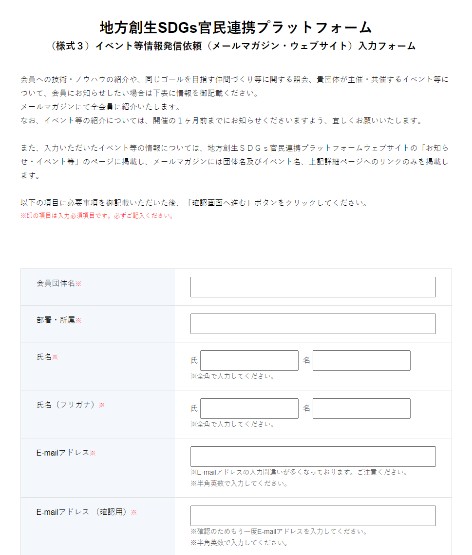 地方創生SDGs官民連携プラットフォーム
（様式３）イベント等情報発信依頼（メールマガジン・ウェブサイト）入力フォーム
会員への技術・ノウハウの紹介や、同じゴールを目指す仲間づくり等に関する照会、貴団体が主催・共催するイベント等に
ついて、会員にお知らせしたい場合は下表に情報を御記載ください。
メールマガジンにて全会員に紹介いたします。
なお、イベント等の紹介については、開催の１ヶ月前までにお知らせくださいますよう、宜しくお願いいたします。
また、入力いただいたイベント等の情報については、地方創生ＳＤＧｓ官民連携プラットフォームウェブサイトの「お知ら
せ・イベント等」のページに掲載し、メールマガジンには団体名及びイベント名、上記詳細ページへのリンクのみを掲載し
ます。
以下の項目に必要事項を御記載いただいた後、「確認画面へ進む」ボタンをクリックしてください。
※印の項目は入力必須項目です。必ずご記入ください。
会員団体名※
部署・所属※
氏名※
氏 名
※全角で入力してください。
氏名（フリガナ）※
氏 名
※全角で入力してください。
E-mailアドレス※
※E-mailアドレスの入力間違いが多くなっております。ご注意ください。
※半角英数で入力してください。
E-mailアドレス （確認用）※
※確認のためもう一度E-mailアドレスを入力してください。
※半角英数で入力してください。